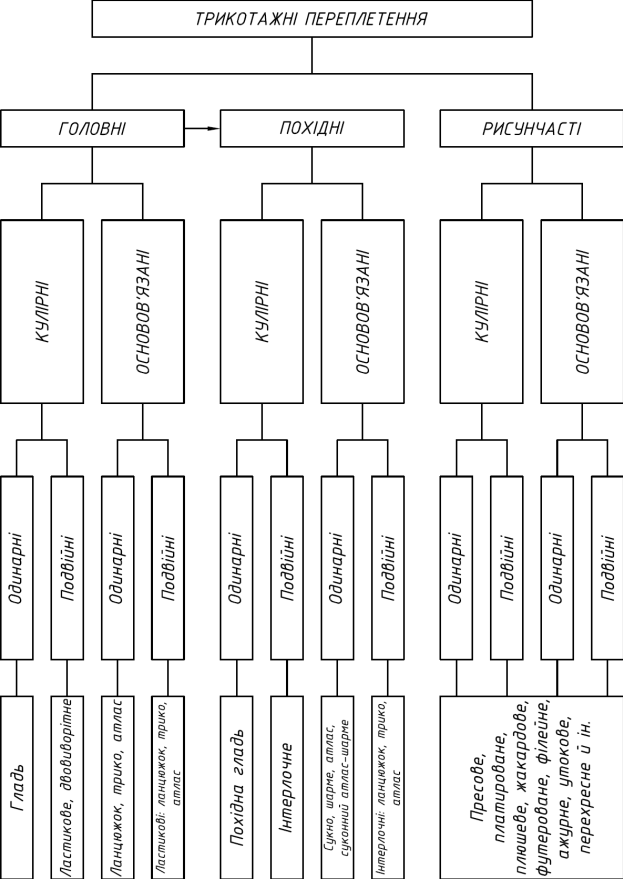 ТРИКОТАЖНІ ПЕРЕПЛЕТЕННЯ
ГОЛОВНІ
ПОХІДНІ
РИСУНЧАСТІ
КУЛІРНІ
ОСНОВОВ'ЯЗАНІ
КУЛІРНІ
ОСНОВОВ'ЯЗАНІ
КУЛІРНІ
ОСНОВОВ'ЯЗАНІ
Одинарні
Подвійні
Одинарні
Подвійні
Одинарні
Подвійні
Одинарні
Подвійні
Одинарні
Подвійні
Одинарні
Подвійні
Гладь
Ластикове, двовиворітне
Ланцюжок, трико, атлас
Ластикові: ланцюжок, трико,
атлас
Похідна гладь
Інтерлочне
Сукно, шарме, атлас,
суконний атлас-шарме
Інтерлочні: ланцюжок, трико,
атлас
Пресове,
платироване,
плюшеве, жакардове,
футероване, філейне,
ажурне, утокове,
перехресне й ін.